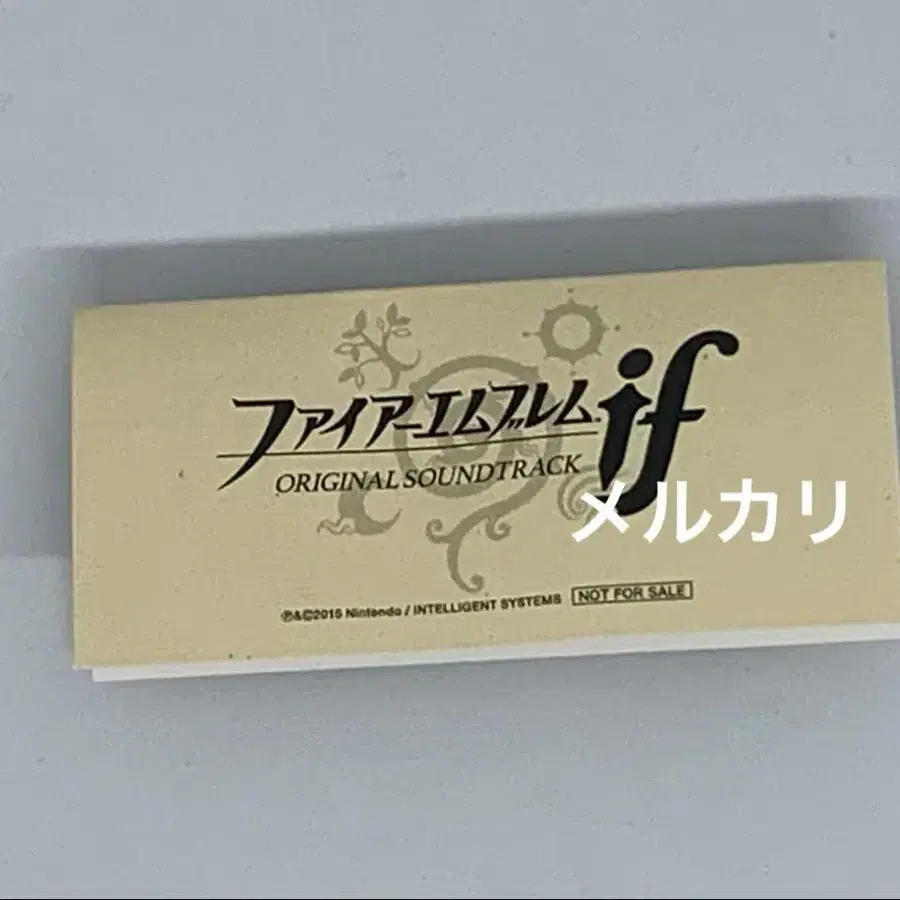 ファイアーエムブレム if
ORIGINAL SOUNDTRACK
メルカリ
℗&©2015 Nintendo / INTELLIGENT SYSTEMS NOT FOR SALE